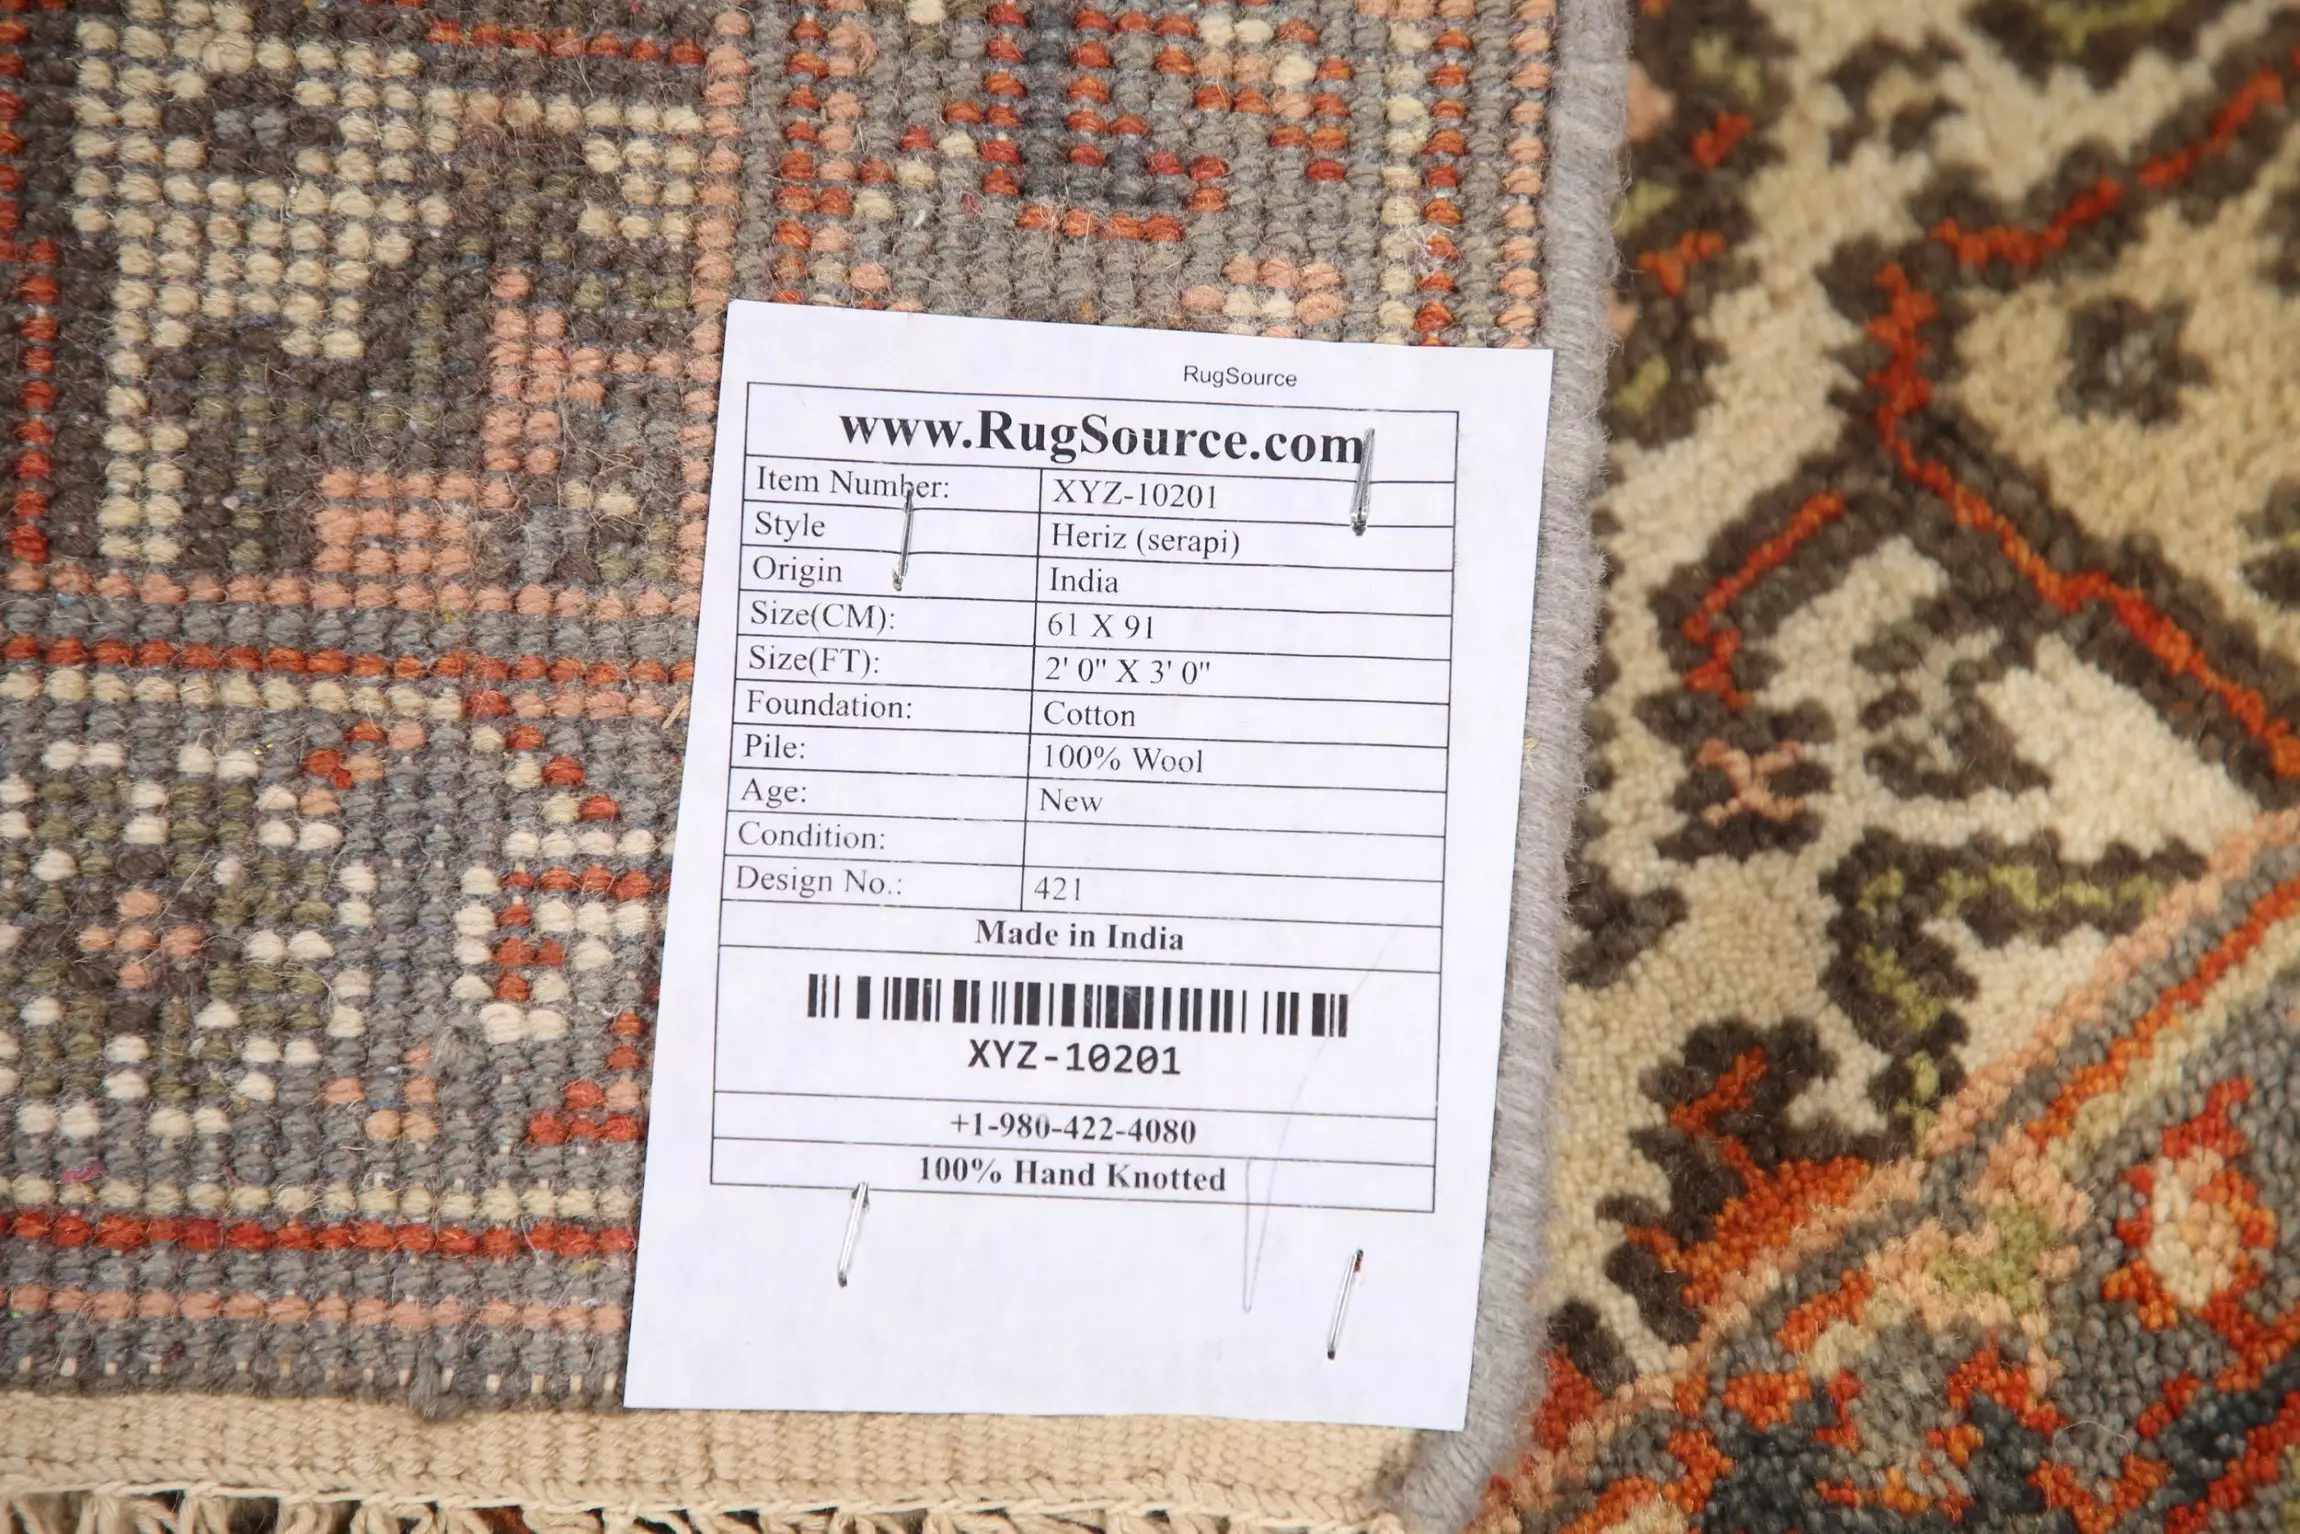 RugSource
www.RugSource.com
Item Number: XYZ-10201
Style Heriz (serapi)
Origin India
Size(CM): 61 X 91
Size(FT): 2' 0" X 3' 0"
Foundation: Cotton
Pile: 100% Wool
Age: New
Condition:
Design No.: 421
Made in India
XYZ-10201
+1-980-422-4080
100% Hand Knotted